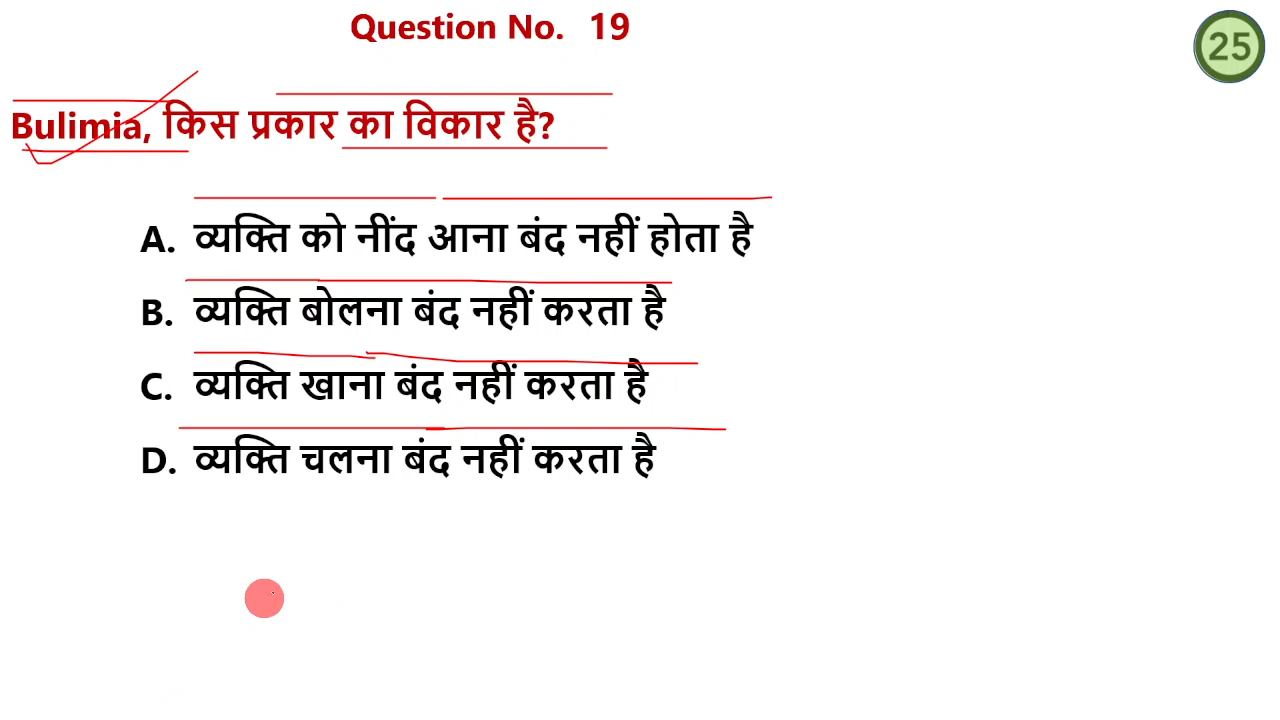 Question No. 19
25
Bulimia, किस प्रकार का विकार है?
A. व्यक्ति को नींद आना बंद नहीं होता है
B. व्यक्ति बोलना बंद नहीं करता है
C. व्यक्ति खाना बंद नहीं करता है
D. व्यक्ति चलना बंद नहीं करता है